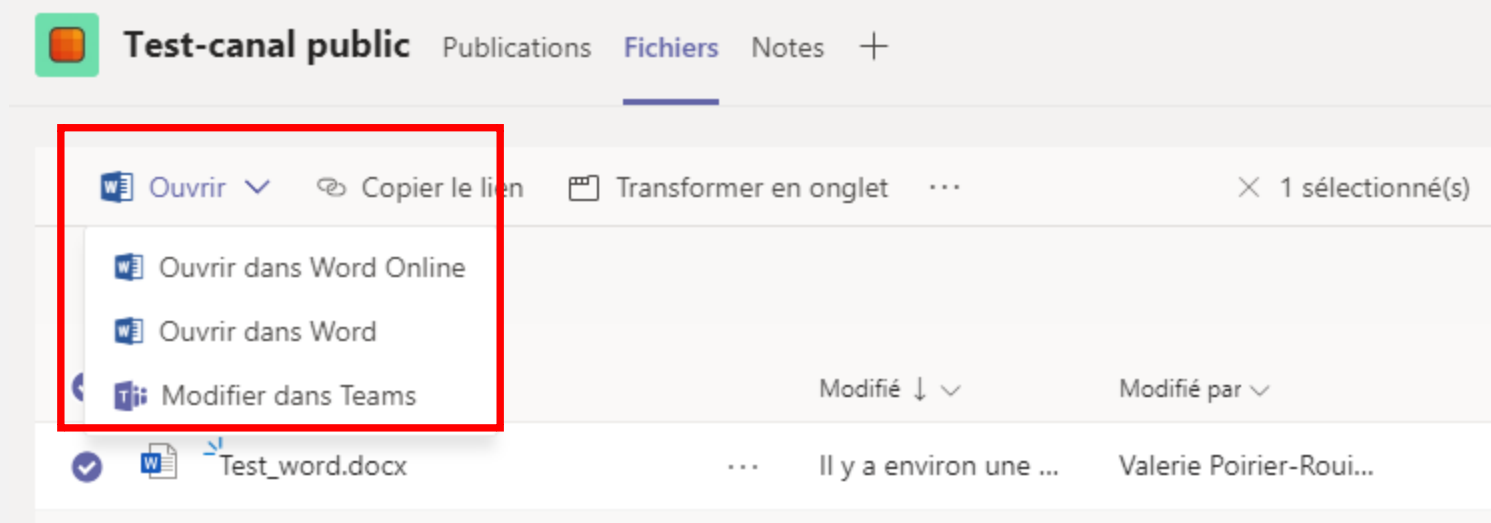 Test-canal public Publications Fichiers Notes
Ouvrir Copier le lien Transformer en onglet ... 1 sélectionné(s)
Ouvrir dans Word Online
Ouvrir dans Word
Modifier dans Teams
Modifié Modifié par
Test_word.docx ... Il y a environ une ... Valerie Poirier-Roui...